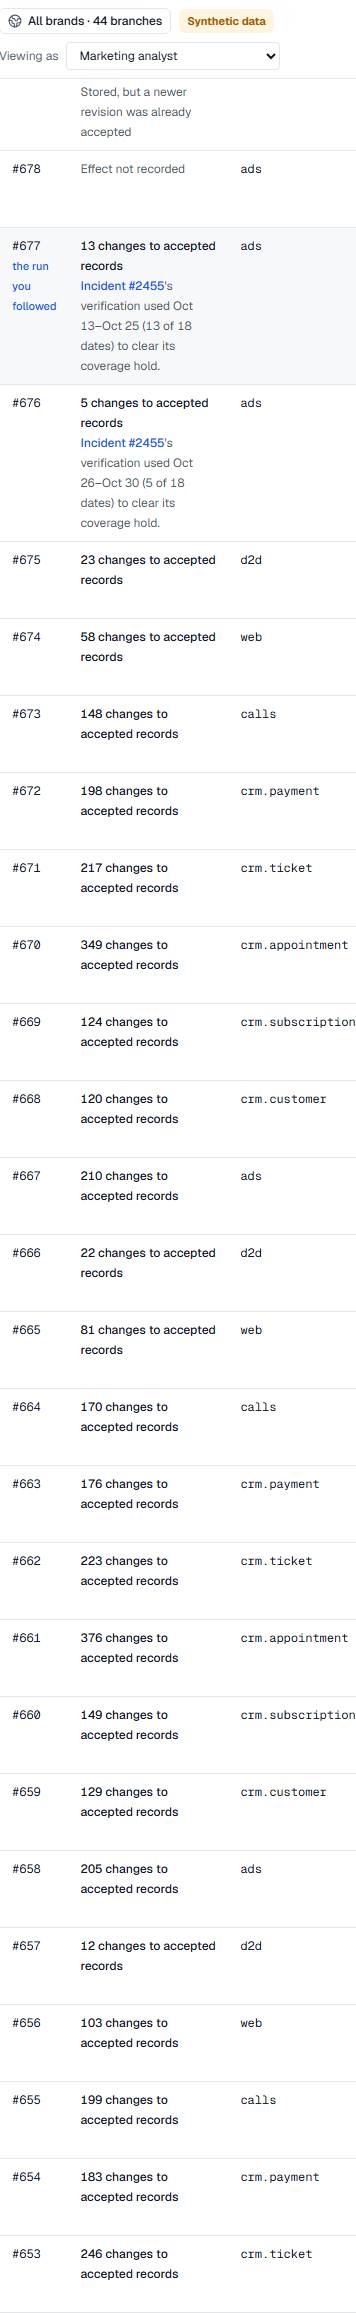 All brands · 44 branches Synthetic data
Viewing as Marketing analyst
Stored, but a newer
revision was already
accepted
#678 Effect not recorded ads
#677 13 changes to accepted ads
the run records
you Incident #2455's
followed verification used Oct
13–Oct 25 (13 of 18
dates) to clear its
coverage hold.
#676 5 changes to accepted ads
records
Incident #2455's
verification used Oct
26–Oct 30 (5 of 18
dates) to clear its
coverage hold.
#675 23 changes to accepted d2d
records
#674 58 changes to accepted web
records
#673 148 changes to calls
accepted records
#672 198 changes to crm.payment
accepted records
#671 217 changes to crm.ticket
accepted records
#670 349 changes to crm.appointment
accepted records
#669 124 changes to crm.subscription
accepted records
#668 120 changes to crm.customer
accepted records
#667 210 changes to ads
accepted records
#666 22 changes to accepted d2d
records
#665 81 changes to accepted web
records
#664 170 changes to calls
accepted records
#663 176 changes to crm.payment
accepted records
#662 223 changes to crm.ticket
accepted records
#661 376 changes to crm.appointment
accepted records
#660 149 changes to crm.subscription
accepted records
#659 129 changes to crm.customer
accepted records
#658 205 changes to ads
accepted records
#657 12 changes to accepted d2d
records
#656 103 changes to web
accepted records
#655 199 changes to calls
accepted records
#654 183 changes to crm.payment
accepted records
#653 246 changes to crm.ticket
accepted records